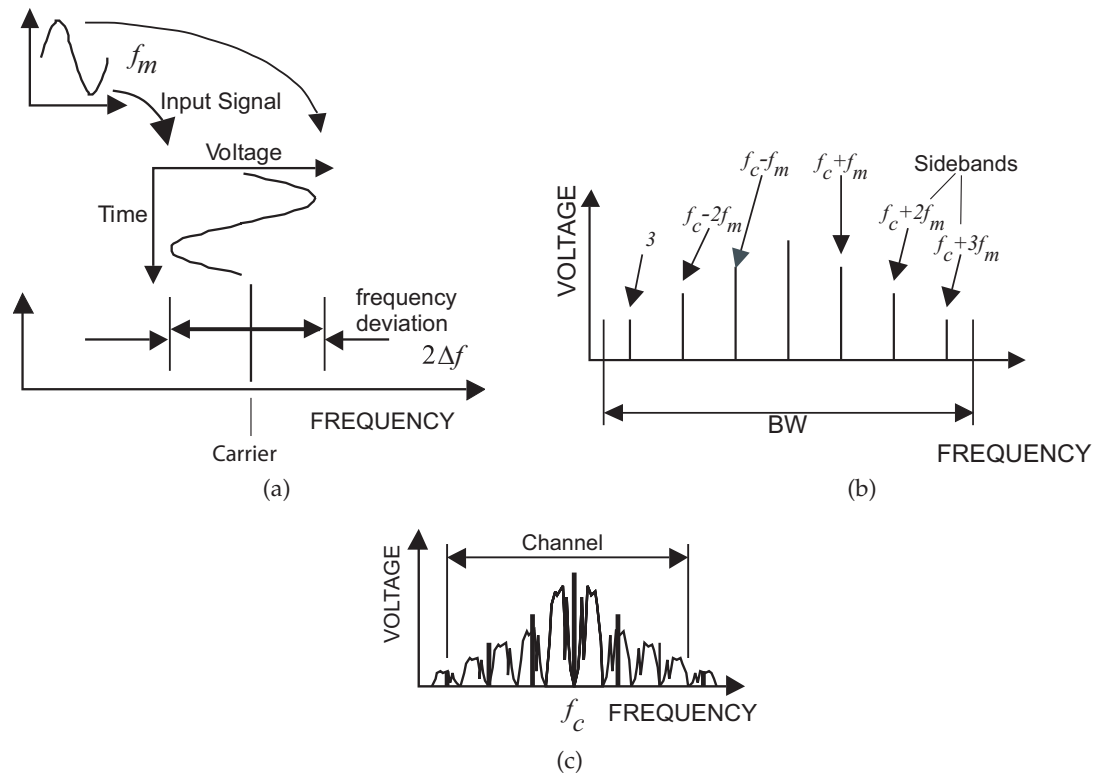 f_m
Input Signal
Voltage
Time
frequency
deviation
2Δf
FREQUENCY
Carrier
(a)
f_c-f_m
f_c+f_m
Sidebands
f_c-2f_m
f_c+2f_m
3
f_c+3f_m
VOLTAGE
BW
FREQUENCY
(b)
Channel
VOLTAGE
f_c
FREQUENCY
(c)